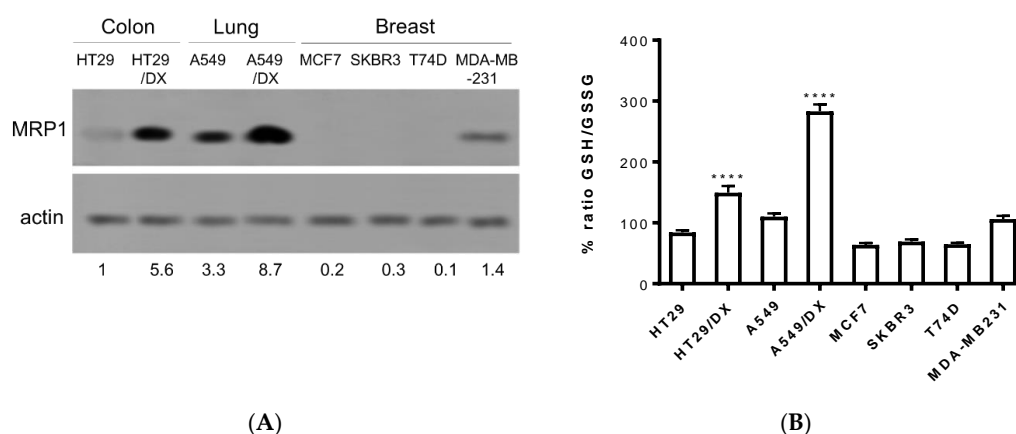 Colon Lung Breast
HT29 HT29 A549 A549 MCF7 SKBR3 T74D MDA-MB
/DX /DX -231
MRP1
actin
1 5.6 3.3 8.7 0.2 0.3 0.1 1.4
(A)
% ratio GSH/GSSG
400
300
200
100
0
****
****
HT29
HT29/DX
A549
A549/DX
MCF7
SKBR3
T74D
MDA-MB231
(B)